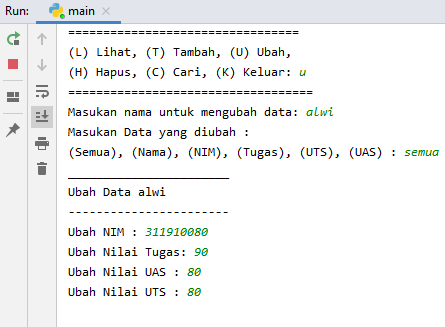 Run: main
=================================
(L) Lihat, (T) Tambah, (U) Ubah,
(H) Hapus, (C) Cari, (K) Keluar: u
===================================
Masukan nama untuk mengubah data: alwi
Masukan Data yang diubah :
(Semua), (Nama), (NIM), (Tugas), (UTS), (UAS) : semua
_______________________
Ubah Data alwi
-----------------------
Ubah NIM : 311910080
Ubah Nilai Tugas: 90
Ubah Nilai UAS : 80
Ubah Nilai UTS : 80